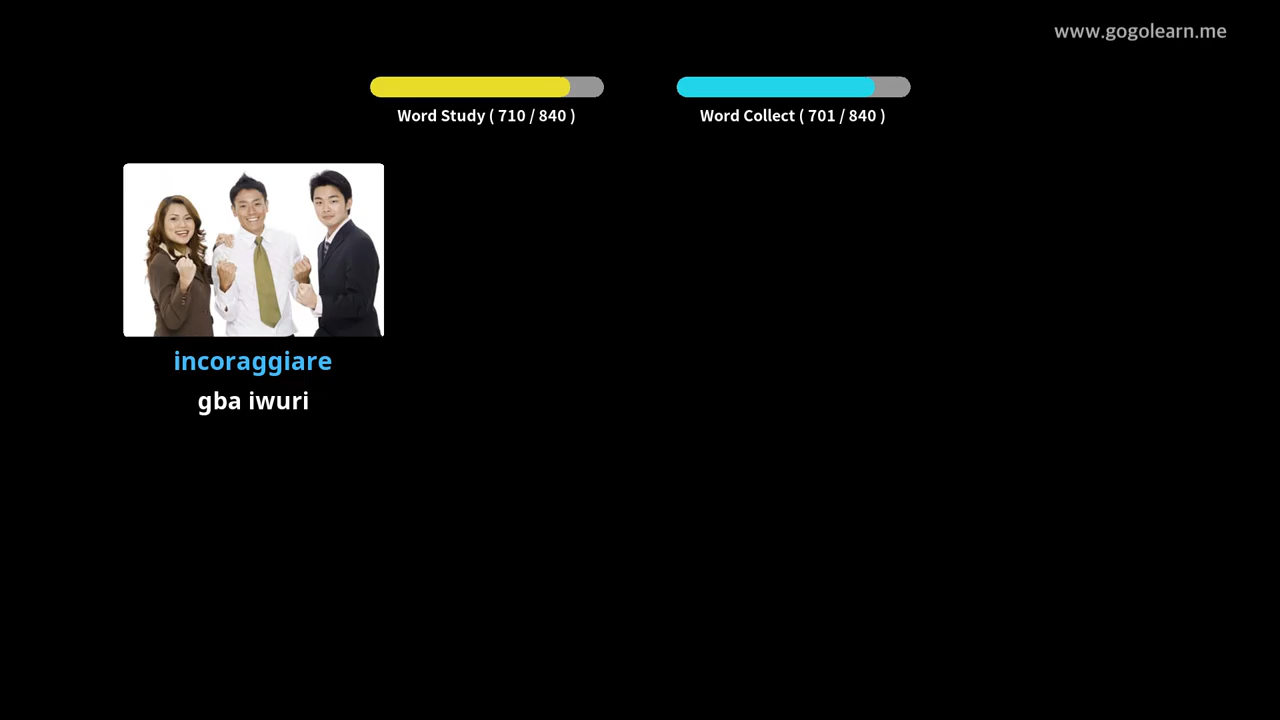 www.gogolearn.me
Word Study ( 710 / 840 )
Word Collect ( 701 / 840 )
incoraggiare
gba iwuri